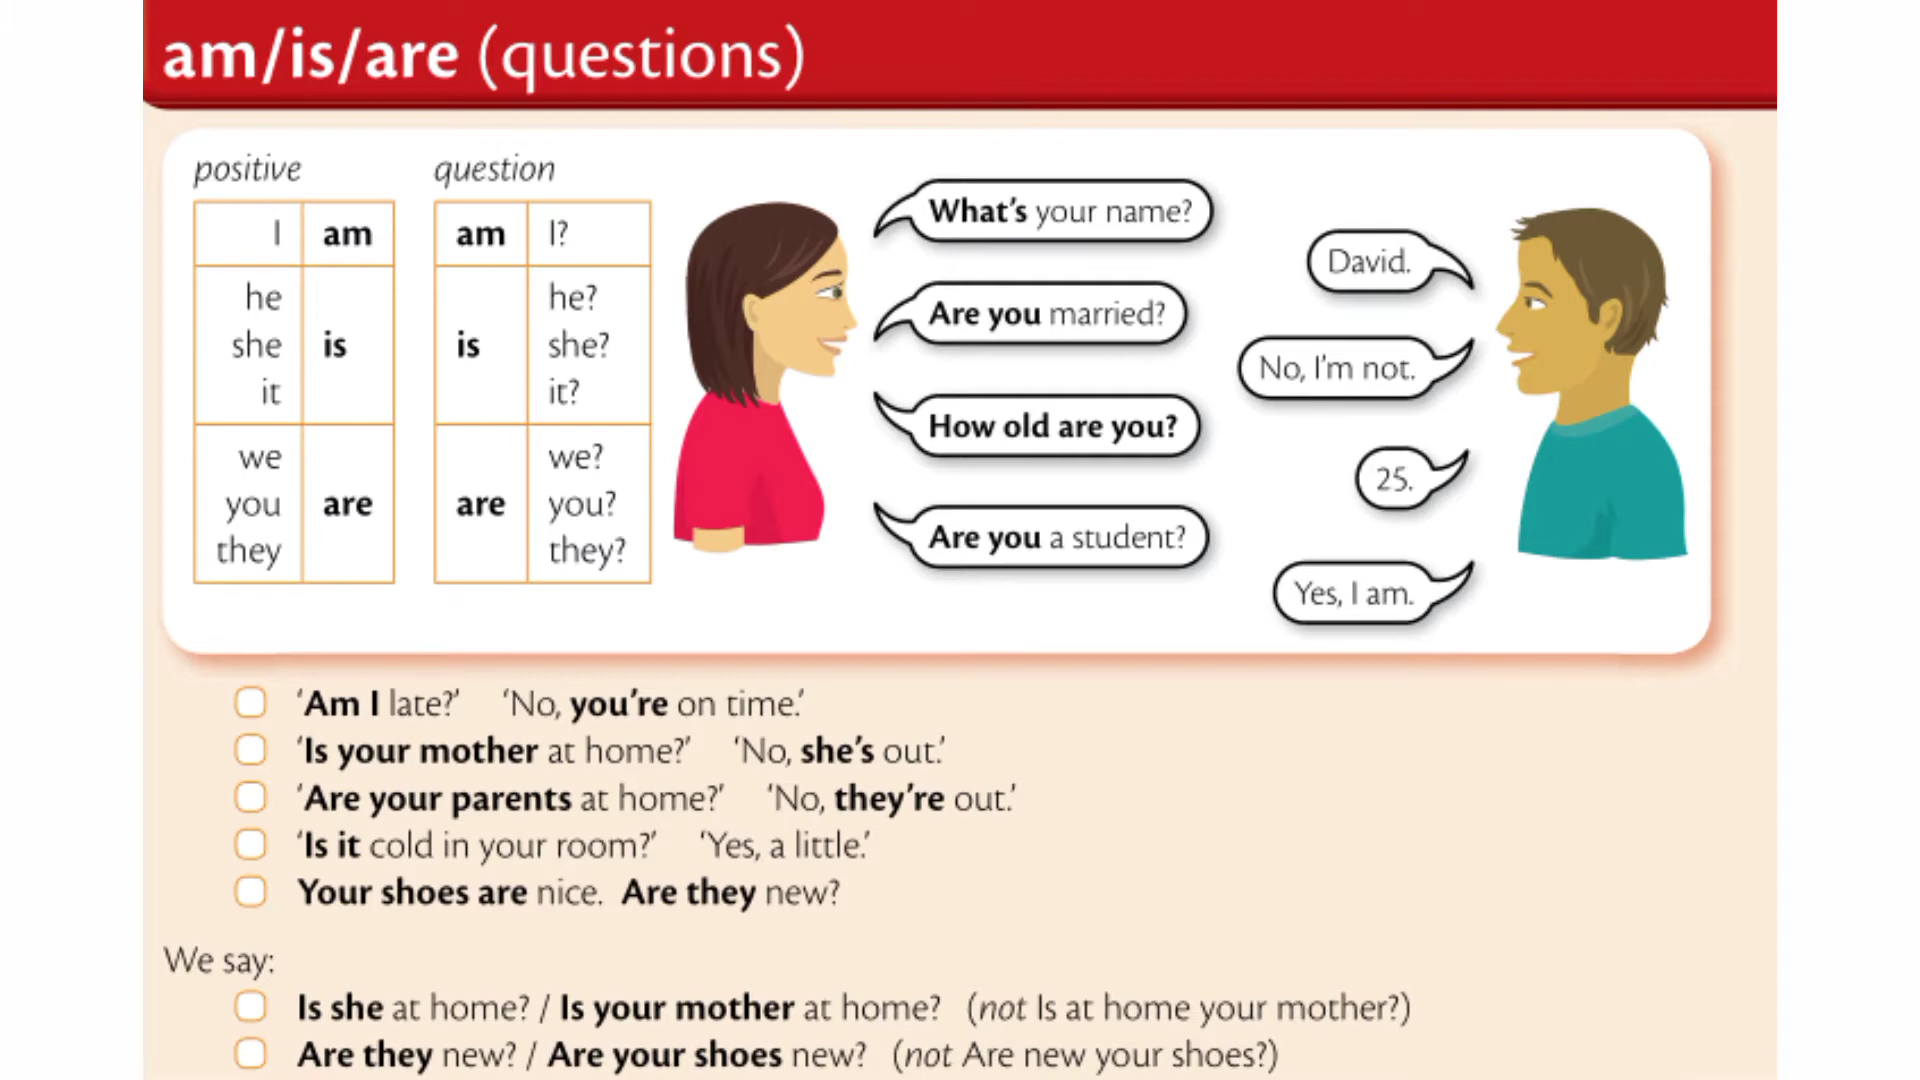 am/is/are (questions)
positive
I am
he
she is
it
we
you are
they
question
am I?
he?
is she?
it?
we?
are you?
they?
What's your name?
David.
Are you married?
No, I'm not.
How old are you?
25.
Are you a student?
Yes, I am.
'Am I late?' 'No, you're on time.'
'Is your mother at home?' 'No, she's out.'
'Are your parents at home?' 'No, they're out.'
'Is it cold in your room?' 'Yes, a little.'
Your shoes are nice. Are they new?
We say:
Is she at home? / Is your mother at home? (not Is at home your mother?)
Are they new? / Are your shoes new? (not Are new your shoes?)